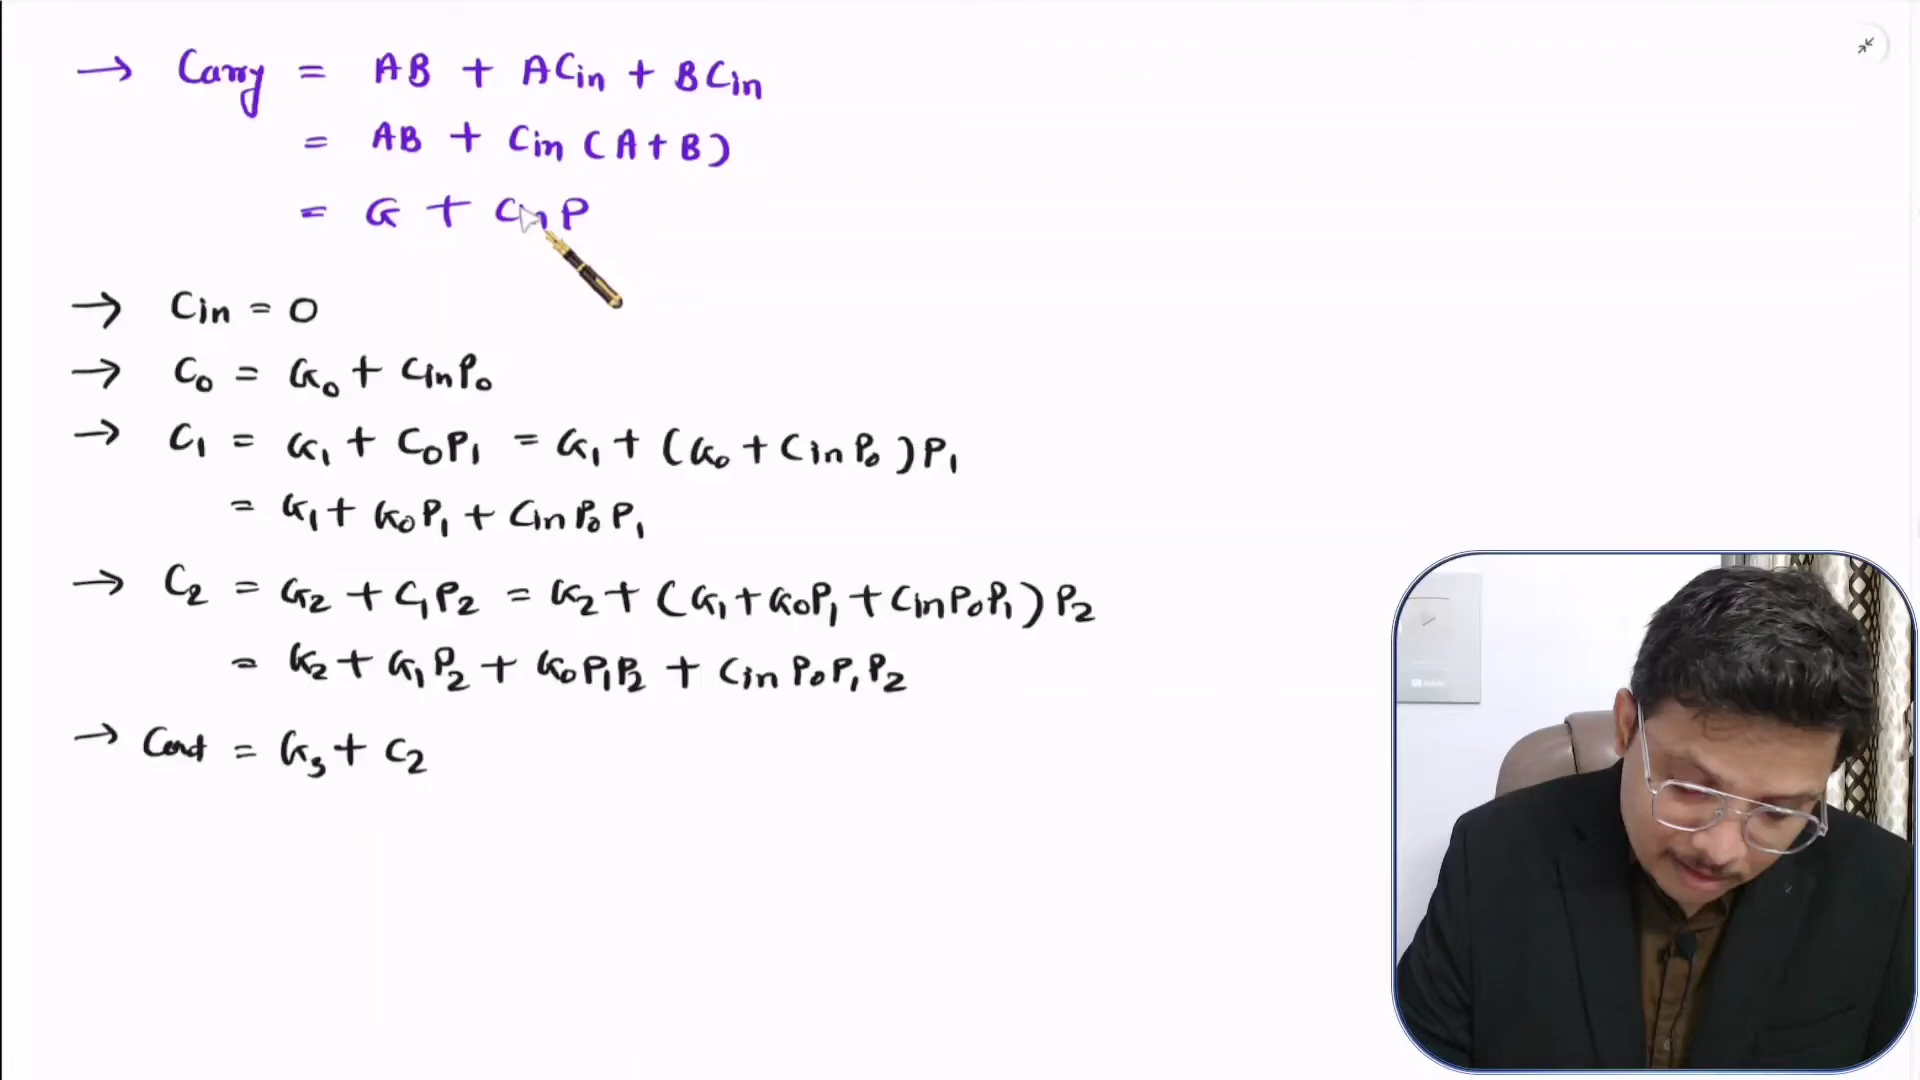 → Carry = AB + ACin + BCin
= AB + Cin (A+B)
= G + CinP
→ Cin = 0
→ C0 = G0 + CinP0
→ C1 = G1 + C0P1 = G1 + (G0 + CinP0)P1
= G1 + G0P1 + CinP0P1
→ C2 = G2 + C1P2 = G2 + (G1 + G0P1 + CinP0P1)P2
= G2 + G1P2 + G0P1P2 + CinP0P1P2
→ Cout = G3 + C2